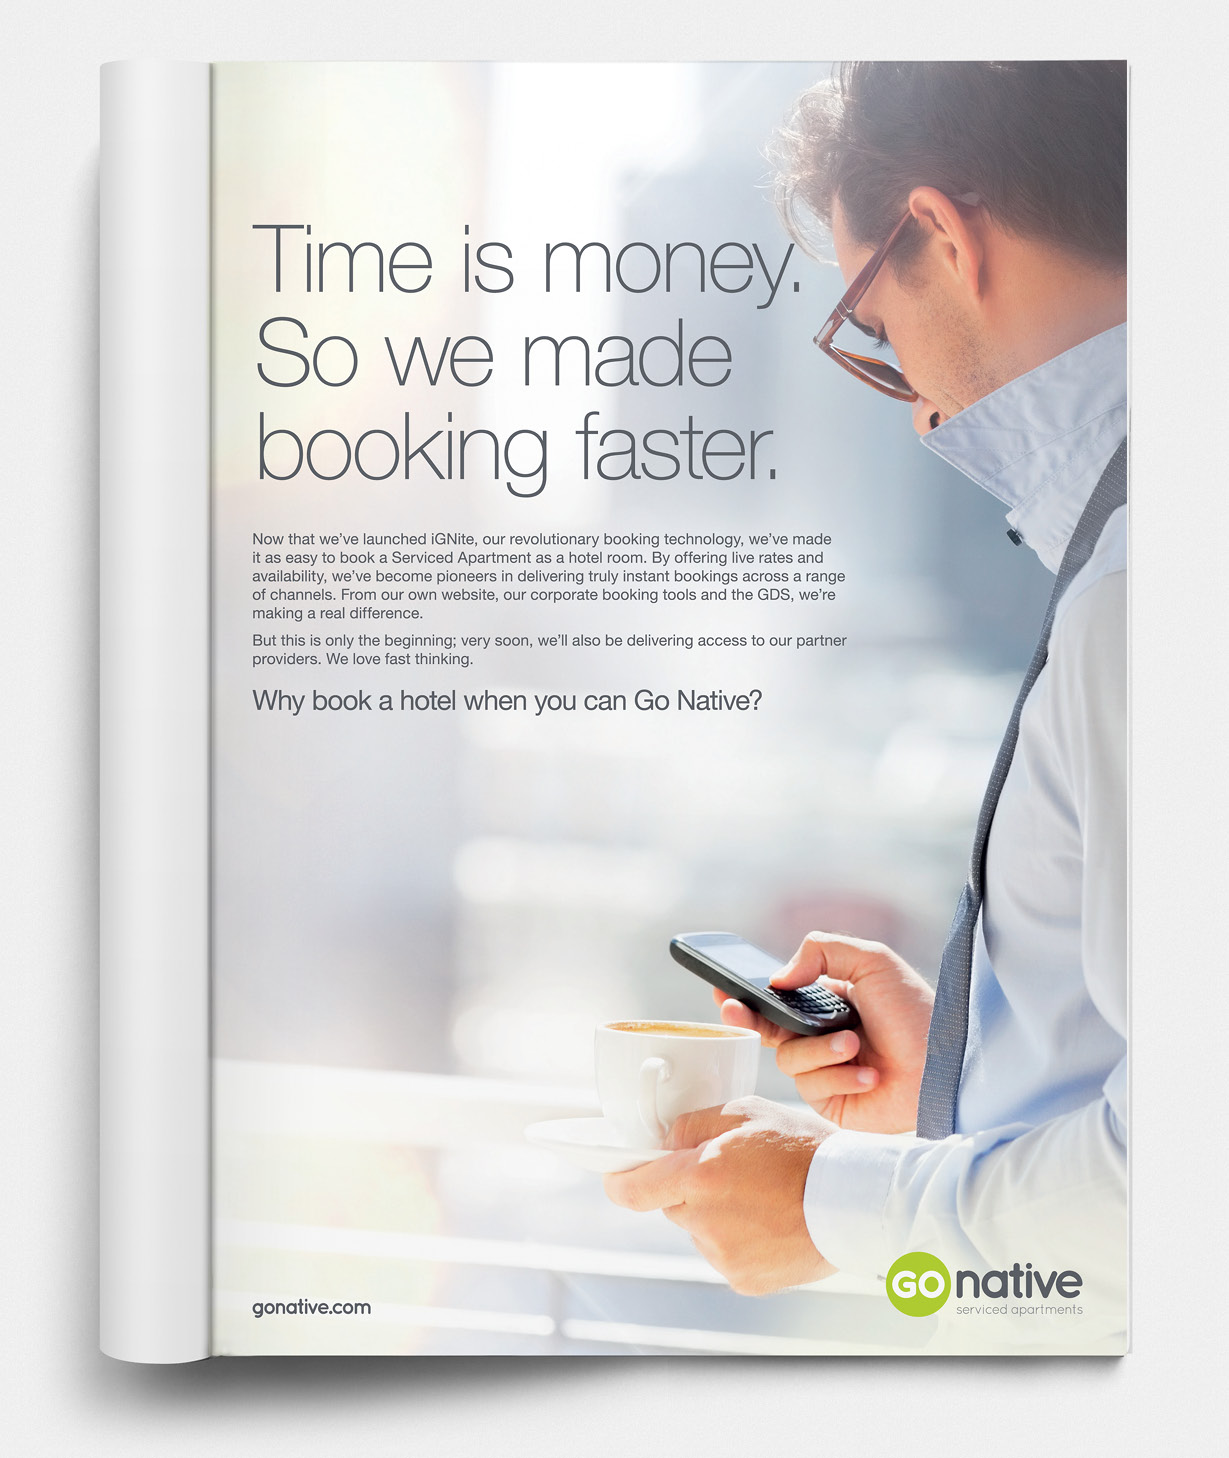 Time is money.
So we made
booking faster.
Now that we've launched iGNite, our revolutionary booking technology, we've made
it as easy to book a Serviced Apartment as a hotel room. By offering live rates and
availability, we've become pioneers in delivering truly instant bookings across a range
of channels. From our own website, our corporate booking tools and the GDS, we're
making a real difference.
But this is only the beginning; very soon, we'll also be delivering access to our partner
providers. We love fast thinking.
Why book a hotel when you can Go Native?
gonative.com
GO native
serviced apartments